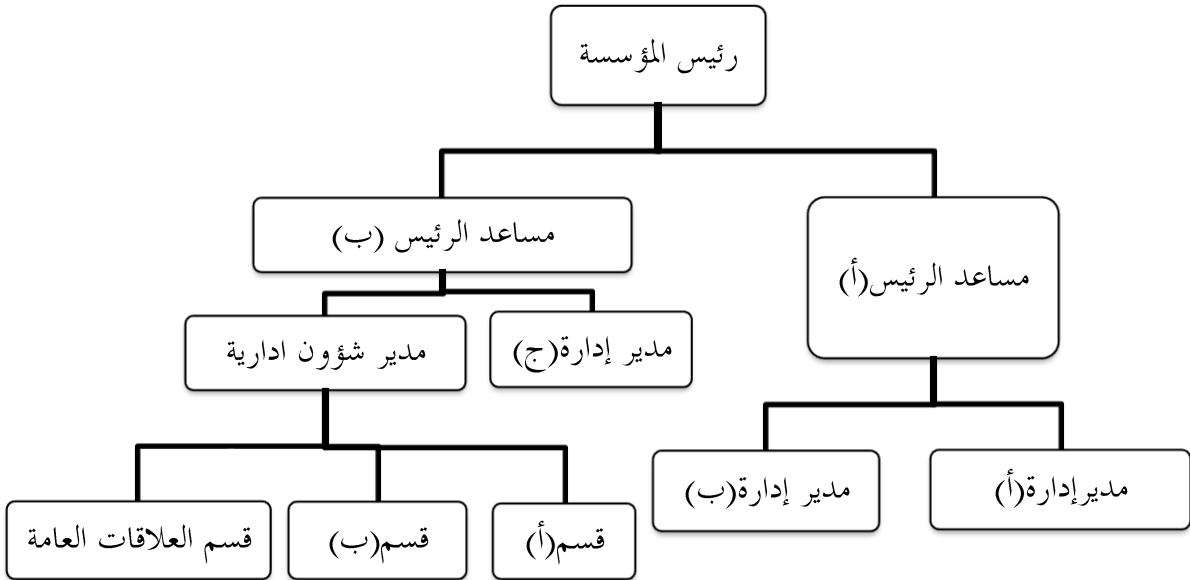 رئيس المؤسسة
مساعد الرئيس(أ)
مساعد الرئيس (ب)
مدير إدارة(ج)
مدير شؤون ادارية
مديرإدارة(أ)
مدير إدارة(ب)
قسم(أ)
قسم(ب)
قسم العلاقات العامة